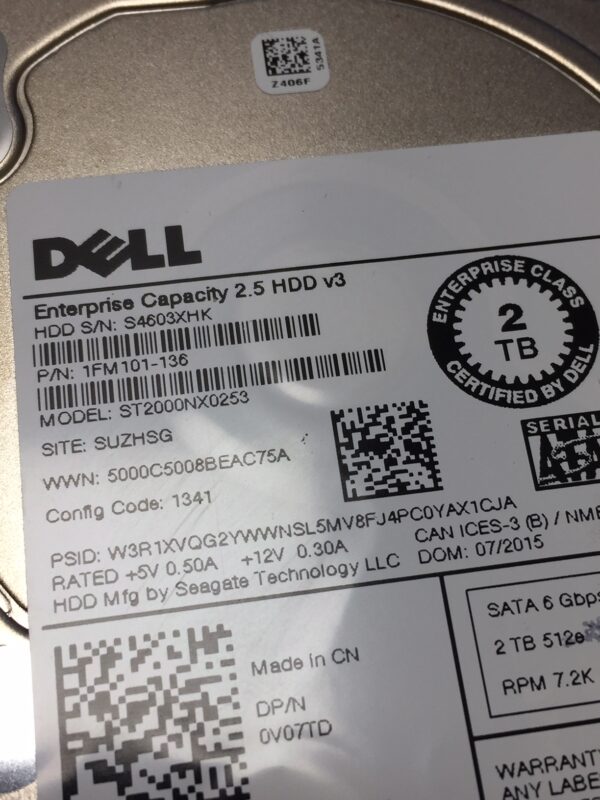 5341A
Z406F
DELL
Enterprise Capacity 2.5 HDD v3
HDD S/N: S4603XHK
P/N: 1FM101-136
MODEL: ST2000NX0253
SITE: SUZHSG
WWN: 5000C5008BEAC75A
Config Code: 1341
PSID: W3R1XVQG2YWWNSL5MV8FJ4PC0YAX1CJA
RATED +5V 0.50A +12V 0.30A CAN ICES-3 (B) / NMB
HDD Mfg by Seagate Technology LLC DOM: 07/2015
ENTERPRISE CLASS
2
TB
CERTIFIED BY DELL
SERIAL
Made in CN
DP/N
0V07TD
SATA 6 Gbps
2 TB 512e
RPM 7.2K
WARRANT
ANY LABE